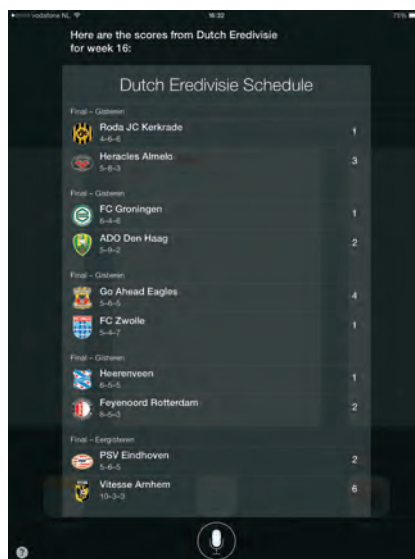 vodafone NL 16:32 75%
Here are the scores from Dutch Eredivisie
for week 16:
Dutch Eredivisie Schedule
Final – Gisteren
Roda JC Kerkrade 1
4-6-6
Heracles Almelo 3
5-8-3
Final – Gisteren
FC Groningen 1
6-4-6
ADO Den Haag 2
5-9-2
Final – Gisteren
Go Ahead Eagles 4
5-6-5
FC Zwolle 1
5-4-7
Final – Gisteren
Heerenveen 1
6-5-5
Feyenoord Rotterdam 2
8-5-3
Final – Eergisteren
PSV Eindhoven 2
5-6-5
Vitesse Arnhem 6
10-3-3
?